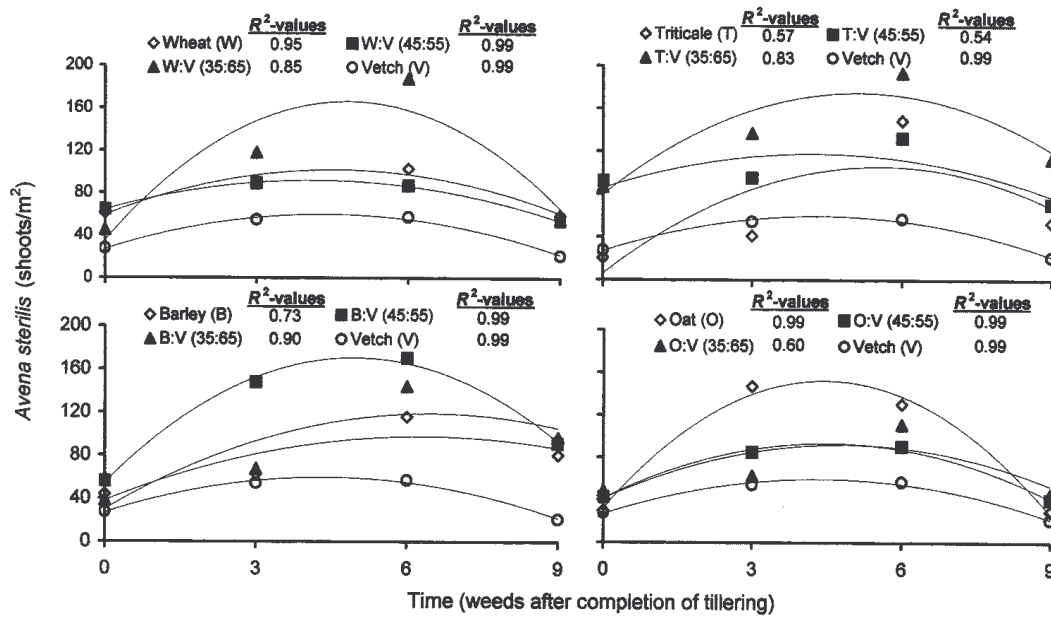 R²-values R²-values
Wheat (W) 0.95 W:V (45:55) 0.99
W:V (35:65) 0.85 Vetch (V) 0.99
R²-values R²-values
Triticale (T) 0.57 T:V (45:55) 0.54
T:V (35:65) 0.83 Vetch (V) 0.99
200
160
120
80
40
0
R²-values R²-values
Barley (B) 0.73 B:V (45:55) 0.99
B:V (35:65) 0.90 Vetch (V) 0.99
R²-values R²-values
Oat (O) 0.99 O:V (45:55) 0.99
O:V (35:65) 0.60 Vetch (V) 0.99
200
160
120
80
40
0
0 3 6 9 0 3 6 9
Avena sterilis (shoots/m²)
Time (weeds after completion of tillering)